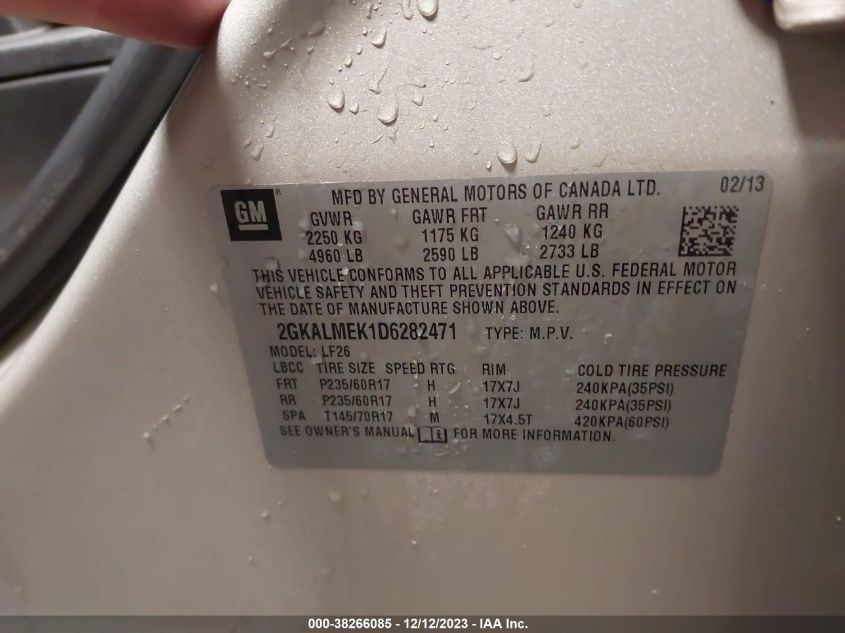 GM
®
MFD BY GENERAL MOTORS OF CANADA LTD. 02/13
GVWR GAWR FRT GAWR RR
2250 KG 1175 KG 1240 KG
4960 LB 2590 LB 2733 LB
THIS VEHICLE CONFORMS TO ALL APPLICABLE U.S. FEDERAL MOTOR
VEHICLE SAFETY AND THEFT PREVENTION STANDARDS IN EFFECT ON
THE DATE OF MANUFACTURE SHOWN ABOVE.
2GKALMEK1D6282471 TYPE: M.P.V.
MODEL: LF26
LBCC TIRE SIZE SPEED RTG RIM COLD TIRE PRESSURE
FRT P235/60R17 H 17X7J 240KPA(35PSI)
RR P235/60R17 H 17X7J 240KPA(35PSI)
SPA T145/70R17 M 17X4.5T 420KPA(60PSI)
SEE OWNER'S MANUAL FOR MORE INFORMATION.
000-38266085 - 12/12/2023 - IAA Inc.